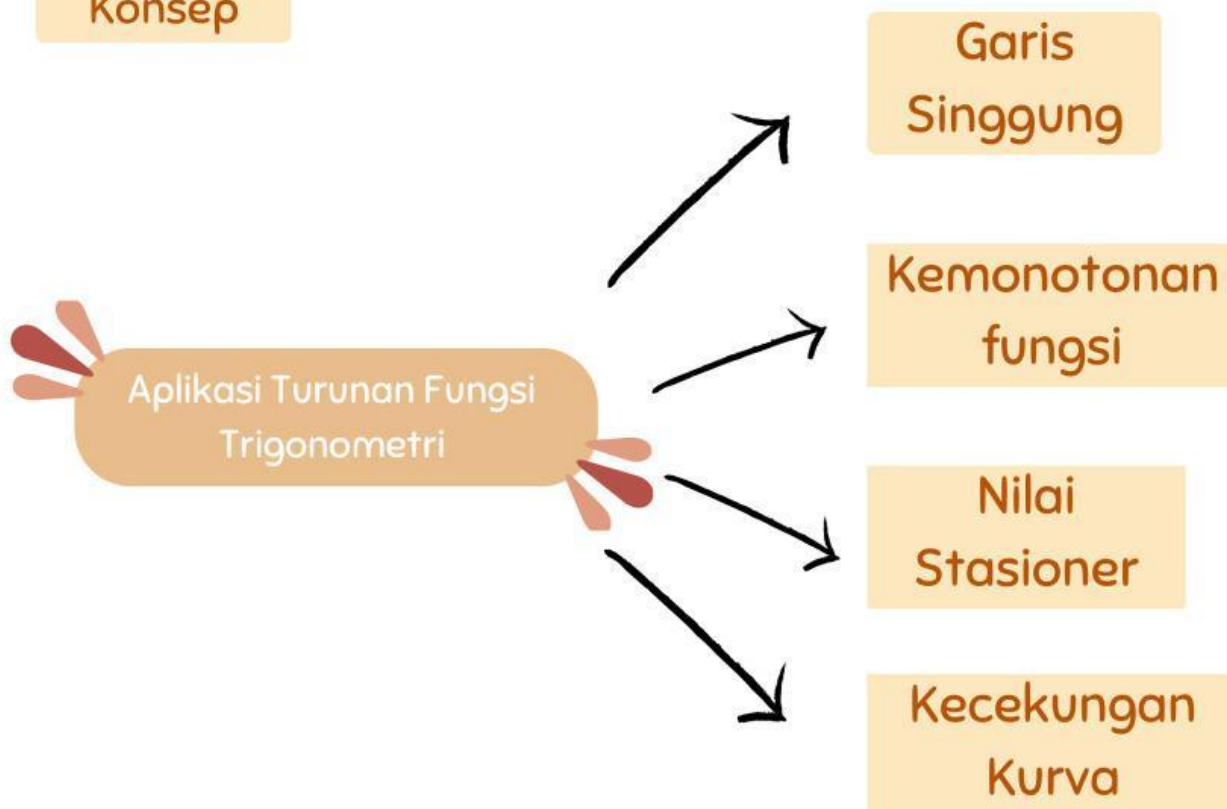 Konsep
Garis
Singgung
Kemonotonan
fungsi
Aplikasi Turunan Fungsi
Trigonometri
Nilai
Stasioner
Kecekungan
Kurva